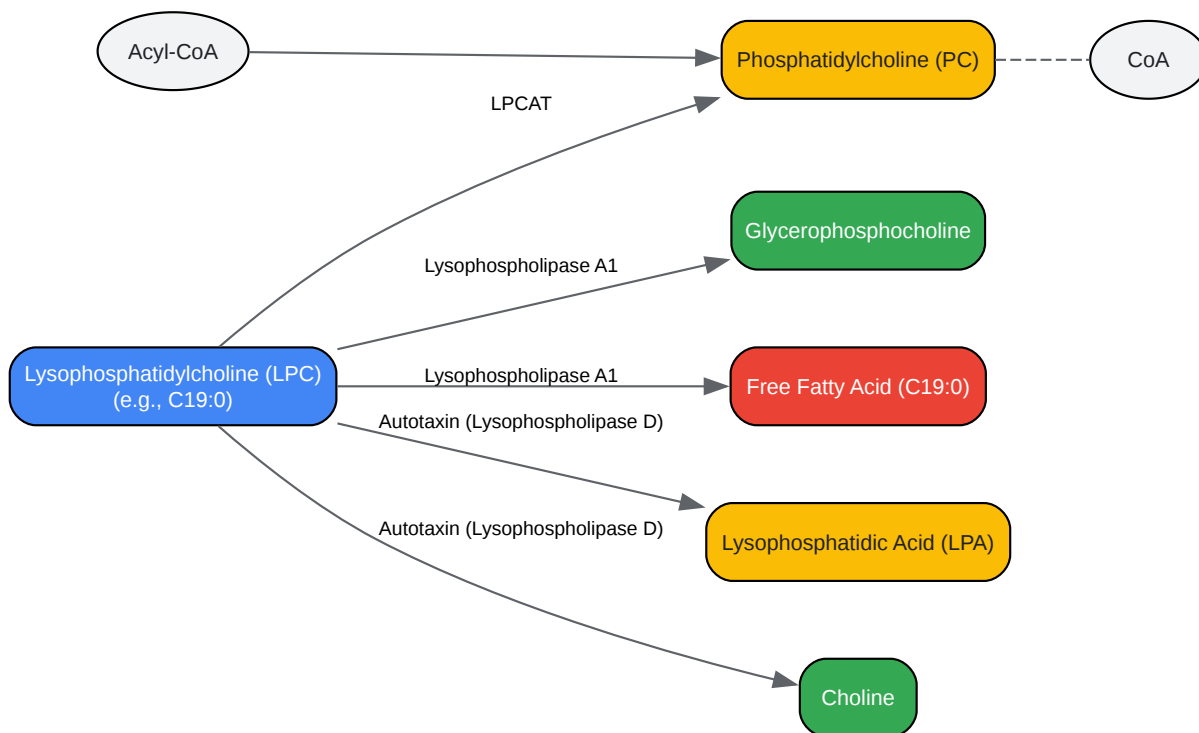 Acyl-CoA
Phosphatidylcholine (PC)
CoA
LPCAT
Glycerophosphocholine
Lysophospholipase A1
Lysophosphatidylcholine (LPC)
(e.g., C19:0)
Lysophospholipase A1
Free Fatty Acid (C19:0)
Autotaxin (Lysophospholipase D)
Autotaxin (Lysophospholipase D)
Lysophosphatidic Acid (LPA)
Choline